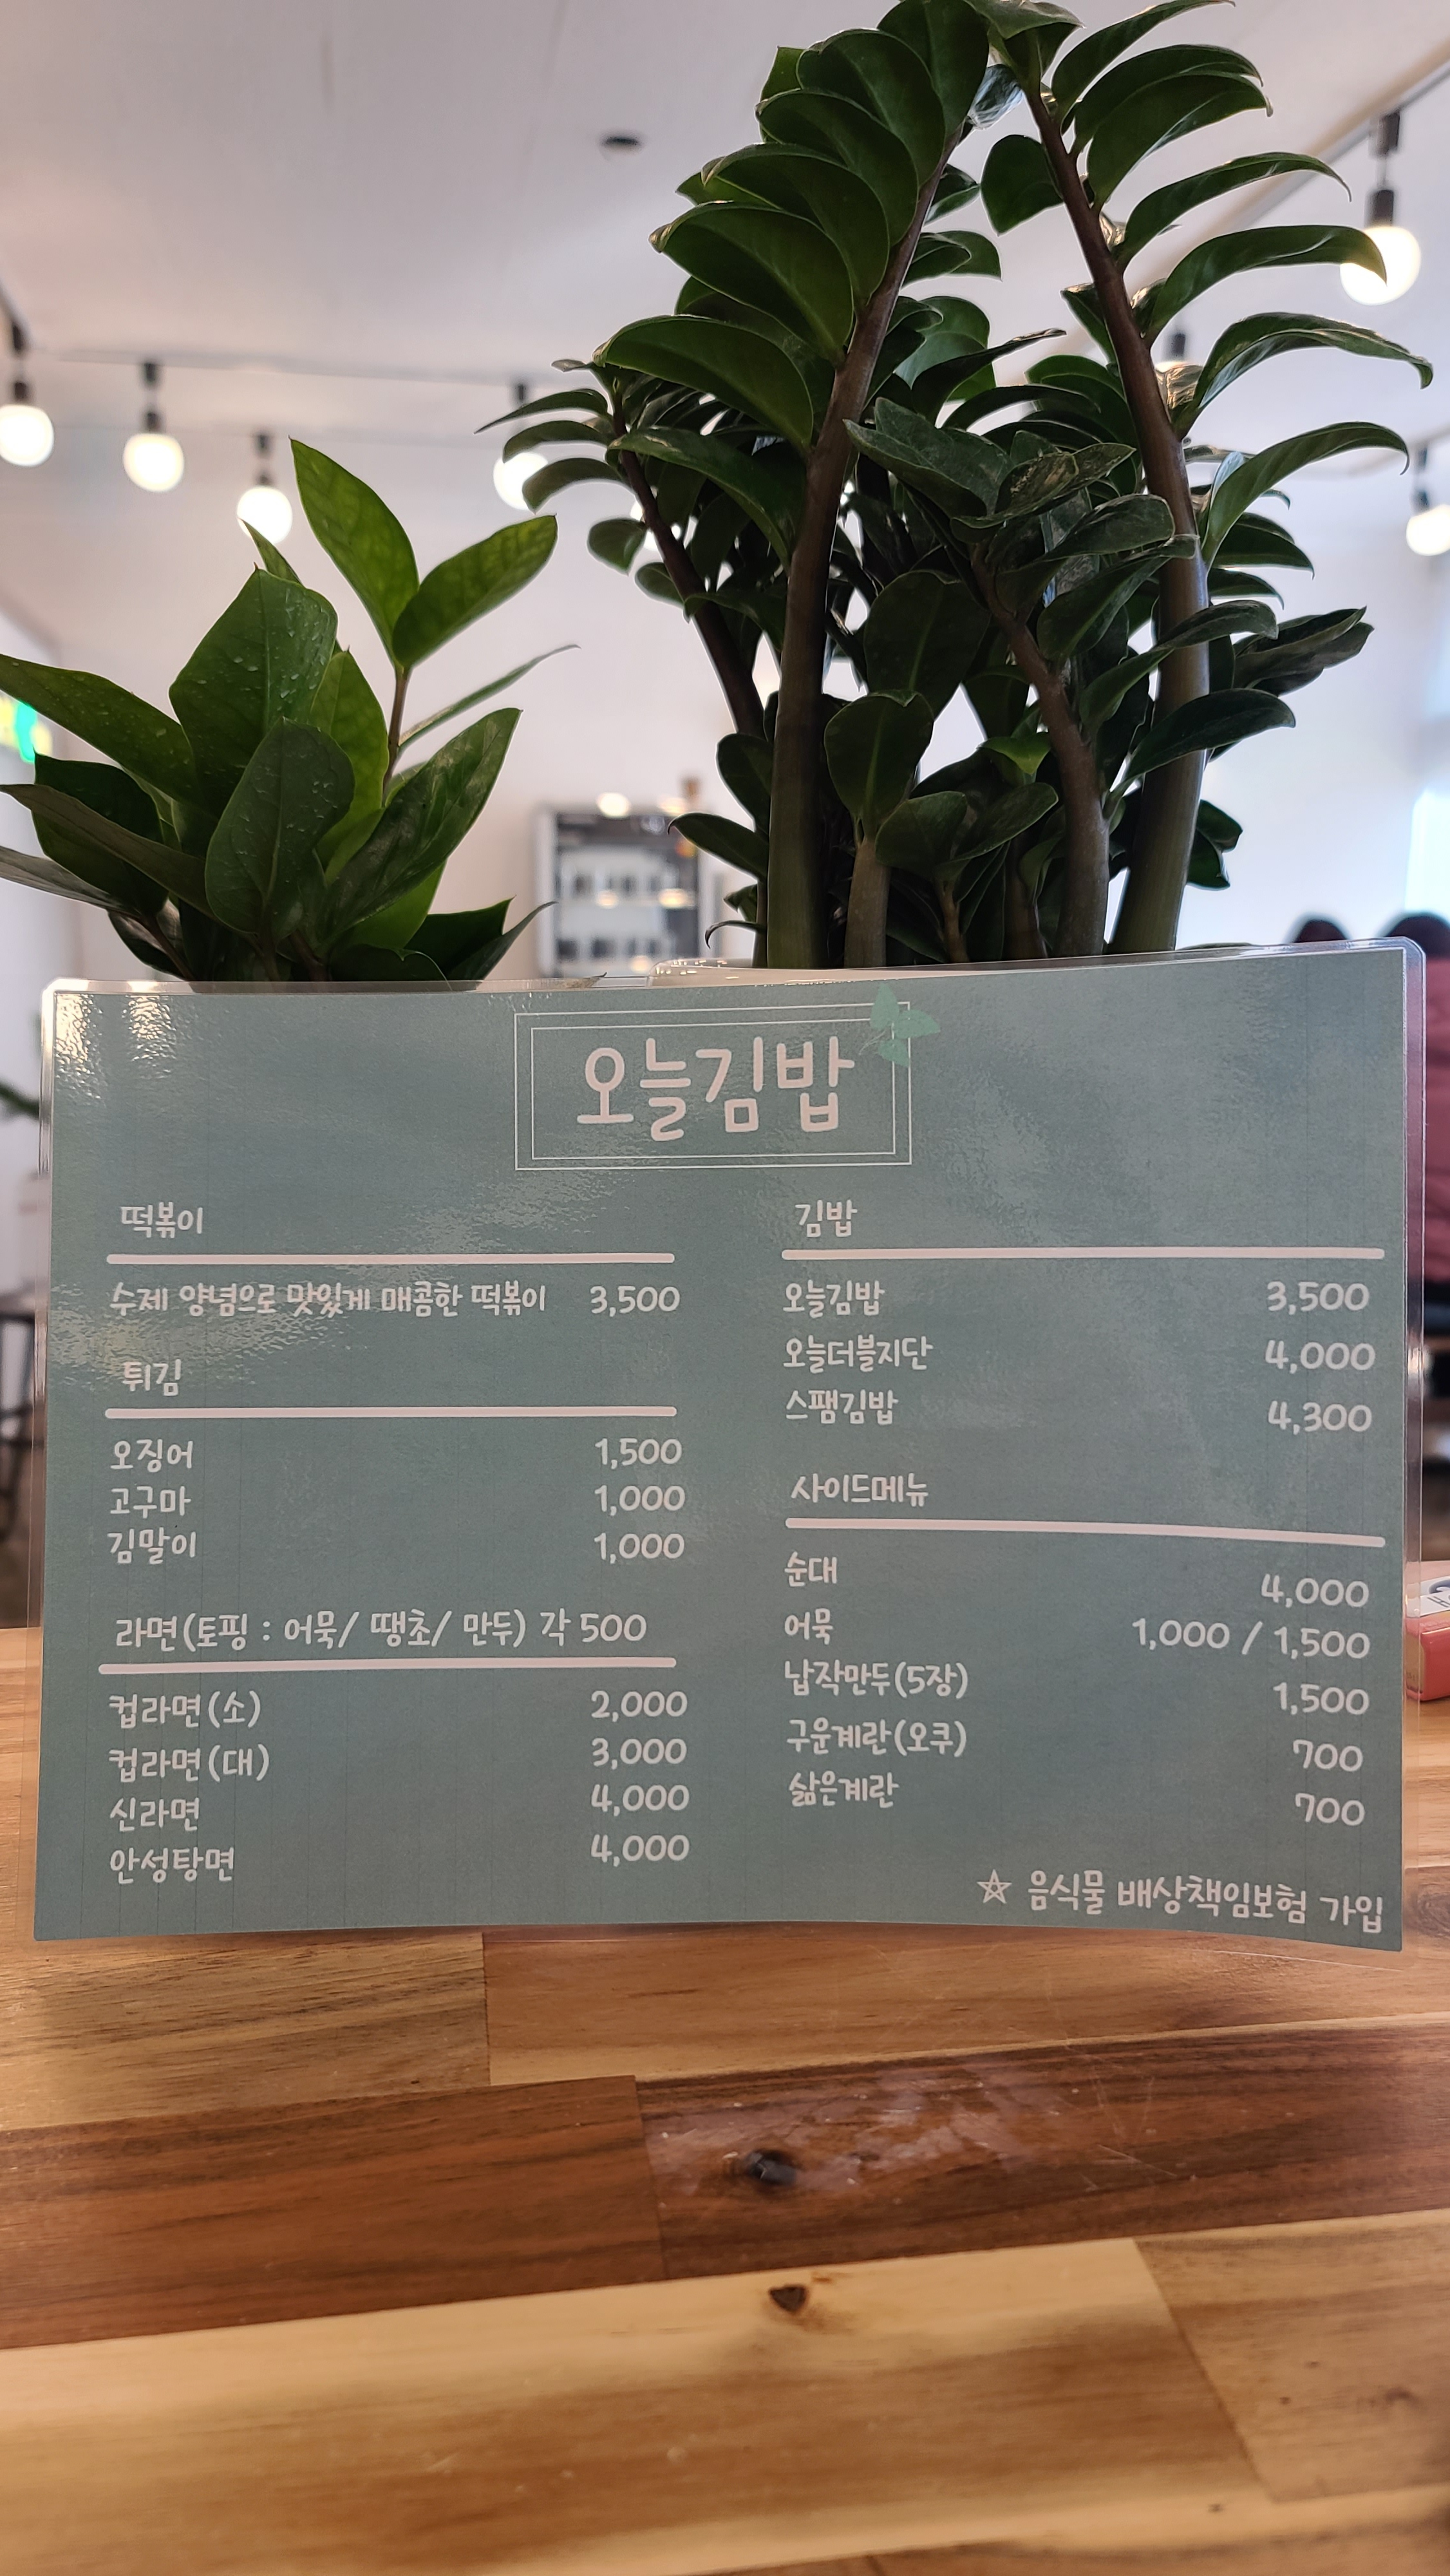 오늘김밥
떡볶이
수제 양념으로 맛있게 매콤한 떡볶이 3,500
튀김
오징어 1,500
고구마 1,000
김말이 1,000
라면(토핑 : 어묵/ 땡초/ 만두) 각 500
컵라면(소) 2,000
컵라면(대) 3,000
신라면 4,000
안성탕면 4,000
김밥
오늘김밥 3,500
오늘더블지단 4,000
스팸김밥 4,300
사이드메뉴
순대 4,000
어묵 1,000 / 1,500
납작만두(5장) 1,500
구운계란(오쿠) 700
삶은계란 700
☆ 음식물 배상책임보험 가입